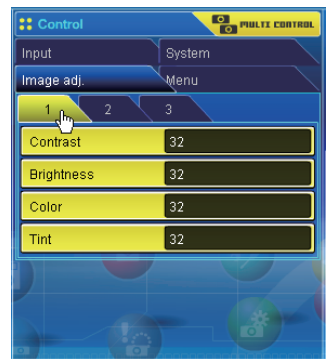 Control MULTI CONTROL
Input System
Image adj. Menu
1 2 3
Contrast 32
Brightness 32
Color 32
Tint 32